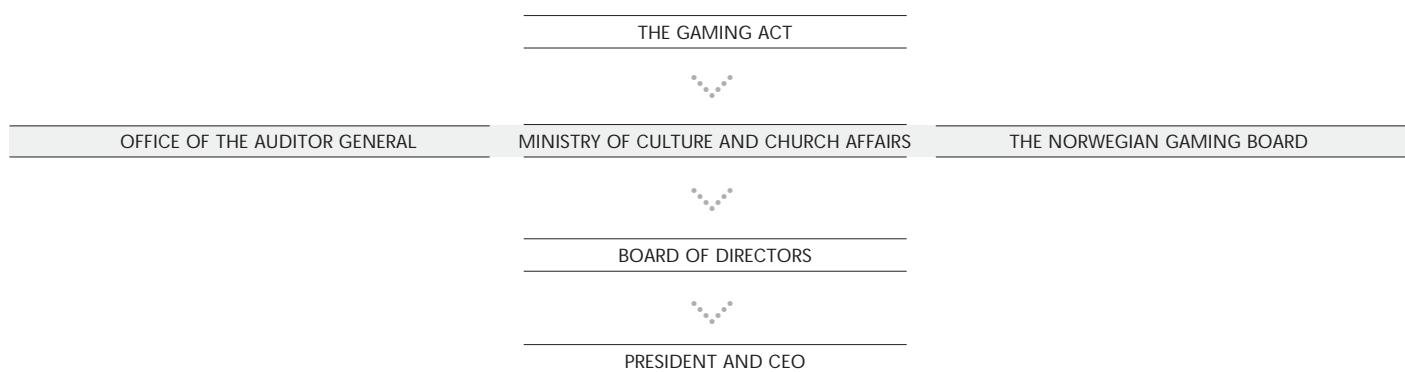 THE GAMING ACT
OFFICE OF THE AUDITOR GENERAL
MINISTRY OF CULTURE AND CHURCH AFFAIRS
THE NORWEGIAN GAMING BOARD
BOARD OF DIRECTORS
PRESIDENT AND CEO